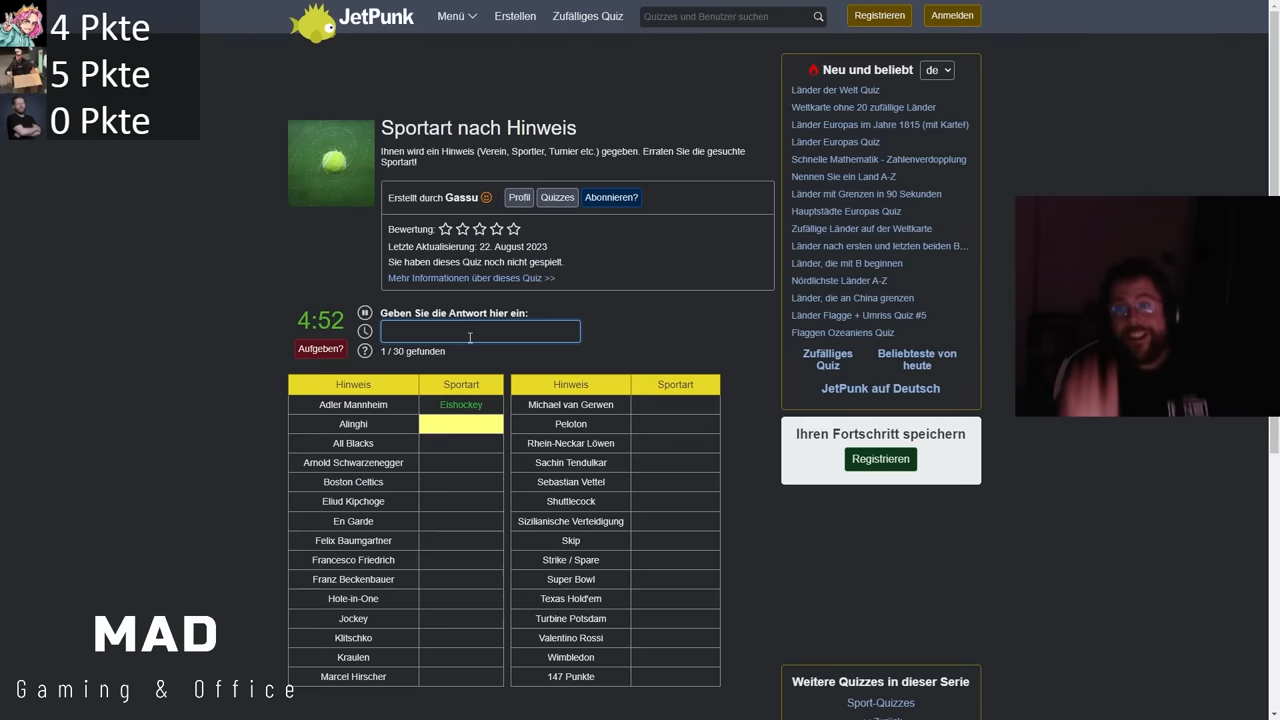 4 Pkte
5 Pkte
0 Pkte
JetPunk
Menü
Erstellen
Zufälliges Quiz
Quizzes und Benutzer suchen
Registrieren
Anmelden
Sportart nach Hinweis
Ihnen wird ein Hinweis (Verein, Sportler, Turnier etc.) gegeben. Erraten Sie die gesuchte
Sportart!
Erstellt durch Gassu
Profil
Quizzes
Abonnieren?
Bewertung:
Letzte Aktualisierung: 22. August 2023
Sie haben dieses Quiz noch nicht gespielt.
Mehr Informationen über dieses Quiz >>
4:52
Aufgeben?
Geben Sie die Antwort hier ein:
1 / 30 gefunden
Hinweis Sportart
Adler Mannheim Eishockey
Alinghi
All Blacks
Arnold Schwarzenegger
Boston Celtics
Eliud Kipchoge
En Garde
Felix Baumgartner
Francesco Friedrich
Franz Beckenbauer
Hole-in-One
Jockey
Klitschko
Kraulen
Marcel Hirscher
Hinweis Sportart
Michael van Gerwen
Peloton
Rhein-Neckar Löwen
Sachin Tendulkar
Sebastian Vettel
Shuttlecock
Sizilianische Verteidigung
Skip
Strike / Spare
Super Bowl
Texas Hold'em
Turbine Potsdam
Valentino Rossi
Wimbledon
147 Punkte
Neu und beliebt
de
Länder der Welt Quiz
Weltkarte ohne 20 zufällige Länder
Länder Europas im Jahre 1815 (mit Karte!)
Länder Europas Quiz
Schnelle Mathematik - Zahlenverdopplung
Nennen Sie ein Land A-Z
Länder mit Grenzen in 90 Sekunden
Hauptstädte Europas Quiz
Zufällige Länder auf der Weltkarte
Länder nach ersten und letzten beiden B...
Länder, die mit B beginnen
Nördlichste Länder A-Z
Länder, die an China grenzen
Länder Flagge + Umriss Quiz #5
Flaggen Ozeaniens Quiz
Zufälliges
Quiz
Beliebteste von
heute
JetPunk auf Deutsch
Ihren Fortschritt speichern
Registrieren
Weitere Quizzes in dieser Serie
Sport-Quizzes
MAD
Gaming & Office